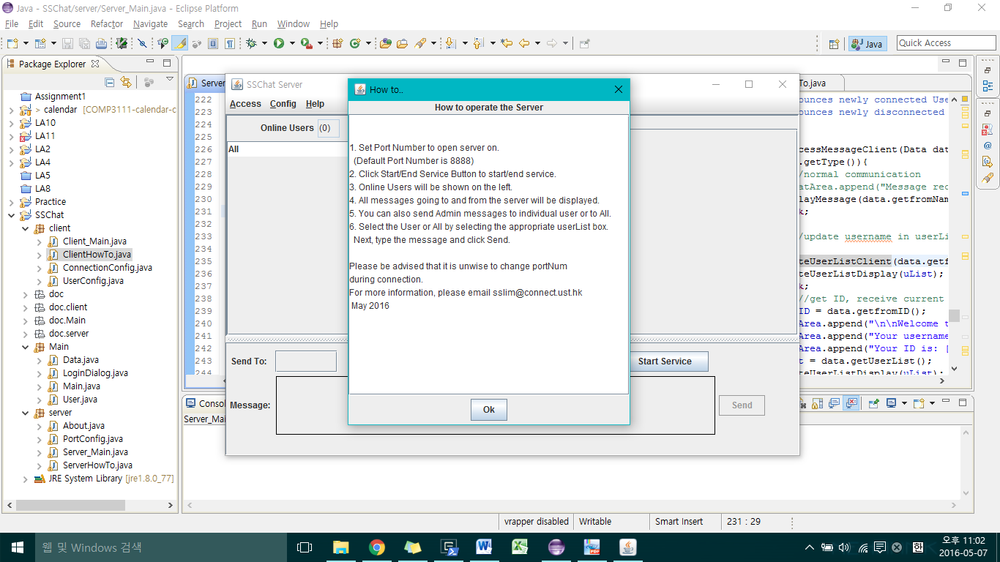 Java - SSChat/server/Server_Main.java - Eclipse Platform
File Edit Source Refactor Navigate Search Project Run Window Help
Quick Access
Java
Package Explorer
Assignment1
> calendar [COMP3111-calendar-c
LA10
LA11
LA2
LA4
LA5
LA8
Practice
SSChat
client
Client_Main.java
ClientHowTo.java
ConnectionConfig.java
UserConfig.java
doc
doc.client
doc.Main
doc.server
Main
Data.java
LoginDialog.java
Main.java
User.java
server
About.java
PortConfig.java
Server_Main.java
ServerHowTo.java
JRE System Library [jre1.8.0_77]
Server
To.java
222
223
224
225
226
227
228
229
230
231
232
233
234
235
236
237
238
239
240
241
242
243
244
SSChat Server
Access Config Help
Online Users (0)
All
Send To:
Start Service
Message:
Send
How to..
How to operate the Server
1. Set Port Number to open server on.
(Default Port Number is 8888)
2. Click Start/End Service Button to start/end service.
3. Online Users will be shown on the left.
4. All messages going to and from the server will be displayed.
5. You can also send Admin messages to individual user or to All.
6. Select the User or All by selecting the appropriate userList box.
Next, type the message and click Send.
Please be advised that it is unwise to change portNum
during connection.
For more information, please email sslim@connect.ust.hk
May 2016
Ok
ounces newly connected Use
ounces newly disconnected
cessMessageClient(Data dat
.getType()){
/normal communication
atArea.append("Message rec
layMessage(data.getfromNam
k;
/update username in userLi
teUserListClient(data.getf
teUserListDisplay(uList);
k;
//get ID, receive current
ID = data.getfromID();
Area.append("\n\nWelcome t
Area.append("Your username
Area.append("Your ID is: [
t = data.getUserList();
teUserListDisplay(uList);
Consol
Server_Mai
vrapper disabled Writable Smart Insert 231 : 29
웹 및 Windows 검색
한
오후 11:02
2016-05-07